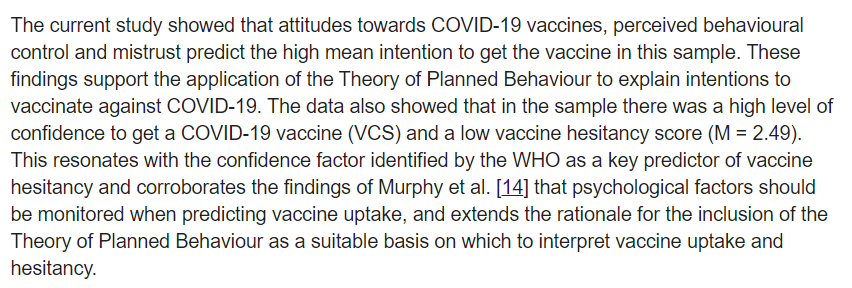 The current study showed that attitudes towards COVID-19 vaccines, perceived behavioural
control and mistrust predict the high mean intention to get the vaccine in this sample. These
findings support the application of the Theory of Planned Behaviour to explain intentions to
vaccinate against COVID-19. The data also showed that in the sample there was a high level of
confidence to get a COVID-19 vaccine (VCS) and a low vaccine hesitancy score (M = 2.49).
This resonates with the confidence factor identified by the WHO as a key predictor of vaccine
hesitancy and corroborates the findings of Murphy et al. [14] that psychological factors should
be monitored when predicting vaccine uptake, and extends the rationale for the inclusion of the
Theory of Planned Behaviour as a suitable basis on which to interpret vaccine uptake and
hesitancy.